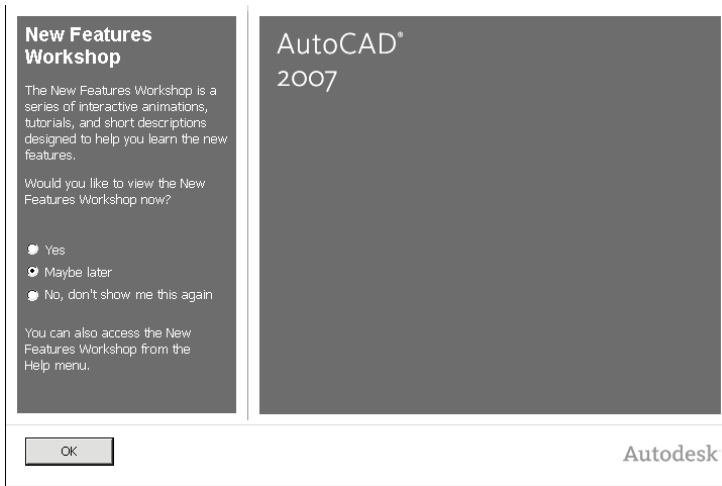 New Features
Workshop
The New Features Workshop is a
series of interactive animations,
tutorials, and short descriptions
designed to help you learn the new
features.
Would you like to view the New
Features Workshop now?
Yes
Maybe later
No, don't show me this again
You can also access the New
Features Workshop from the
Help menu.
AutoCAD®
2007
OK
Autodesk